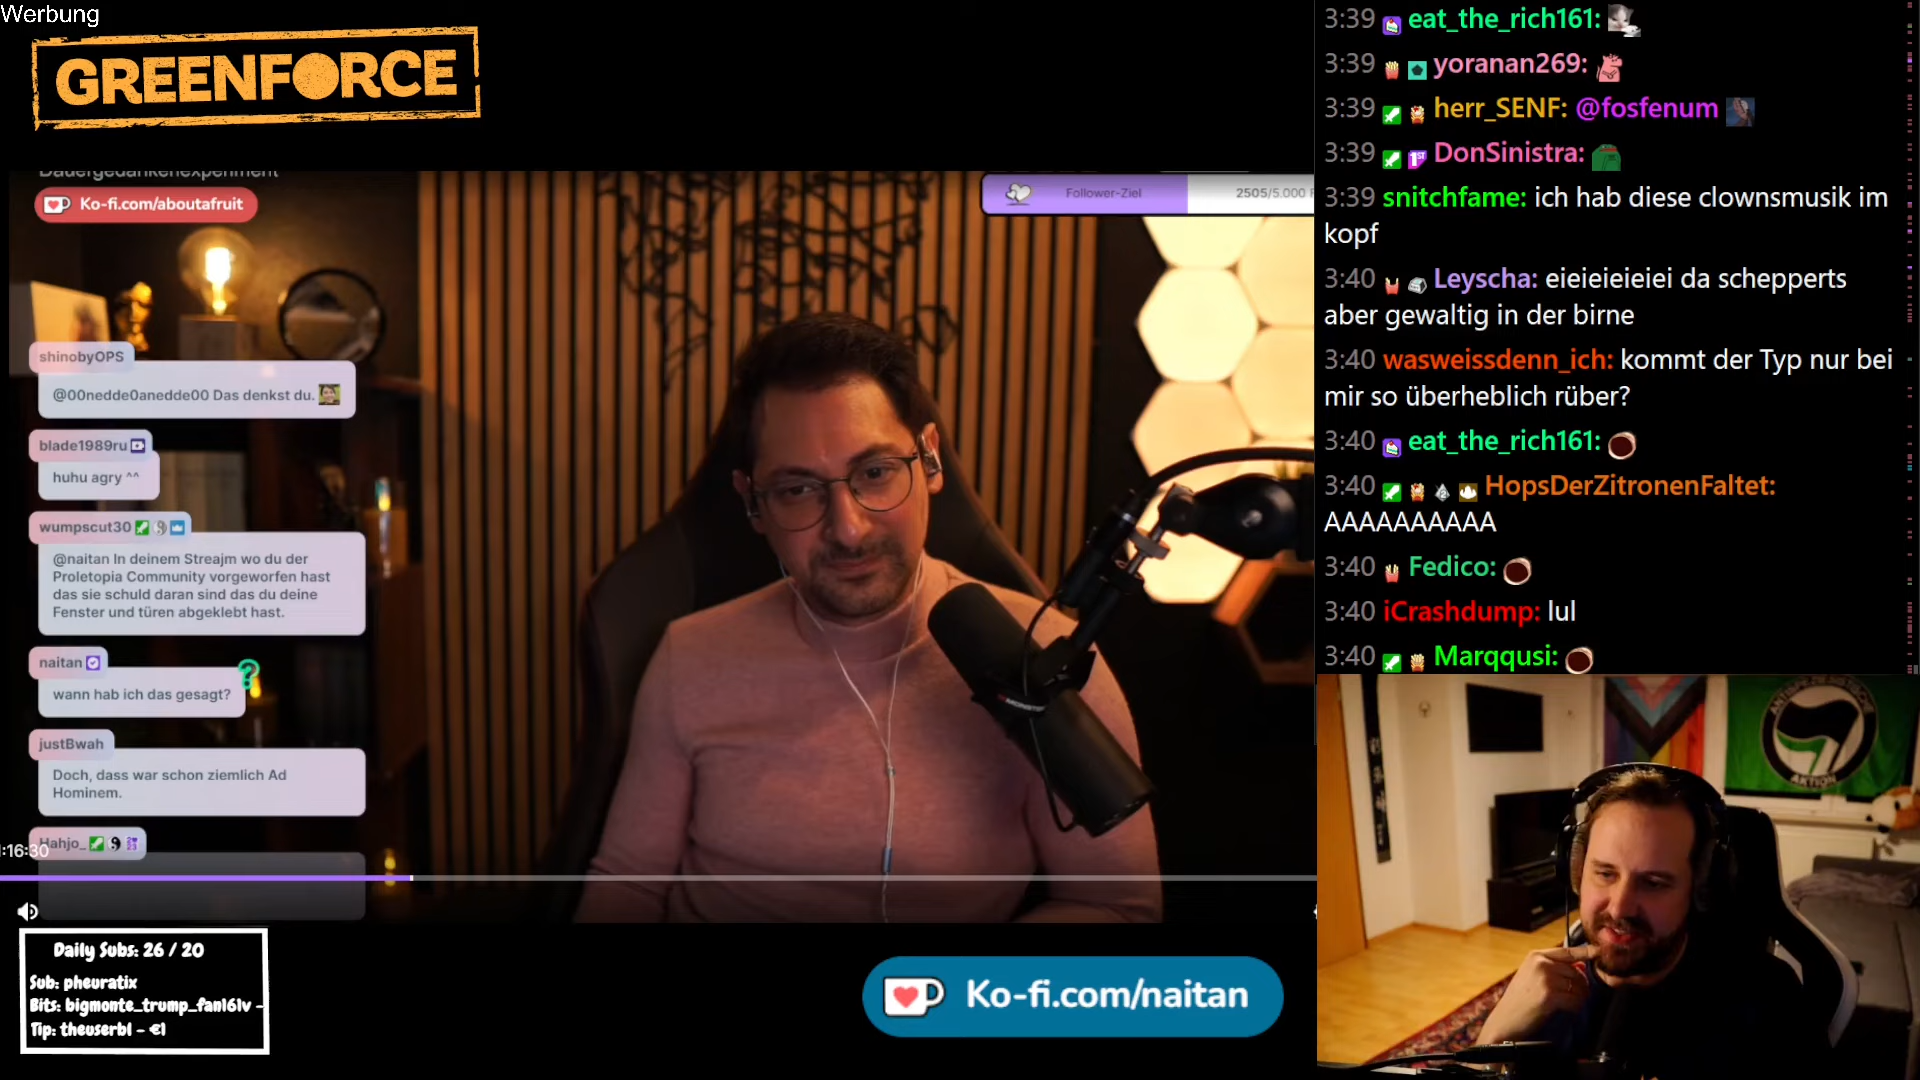 Werbung
GREENFORCE
Dauergedankenexperiment
Ko-fi.com/aboutafruit
Follower-Ziel
2505/5.000
shinobyOPS
@00nedde0anedde00 Das denkst du.
blade1989ru
huhu agry ^^
wumpscut30
@naitan In deinem Streajm wo du der
Proletopia Community vorgeworfen hast
das sie schuld daran sind das du deine
Fenster und türen abgeklebt hast.
naitan
wann hab ich das gesagt?
justBwah
Doch, dass war schon ziemlich Ad
Hominem.
Hahjo_
:16:30
Daily Subs: 26 / 20
Sub: pheuratix
Bits: bigmonte_trump_fan161v -
Tip: theuserbl - €1
Ko-fi.com/naitan
3:39 eat_the_rich161:
3:39 yoranan269:
3:39 herr_SENF: @fosfenum
3:39 1ST DonSinistra:
3:39 snitchfame: ich hab diese clownsmusik im
kopf
3:40 Leyscha: eieieieieiei da schepperts
aber gewaltig in der birne
3:40 wasweissdenn_ich: kommt der Typ nur bei
mir so überheblich rüber?
3:40 eat_the_rich161:
3:40 HopsDerZitronenFaltet:
AAAAAAAAAA
3:40 Fedico:
3:40 iCrashdump: lul
3:40 Marqqusi:
AKTION